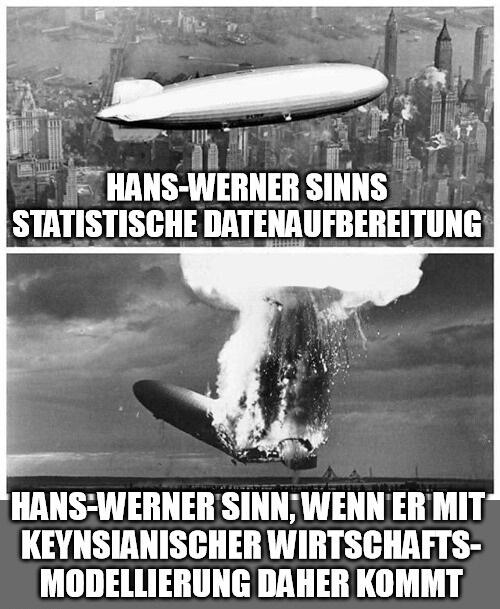 HANS-WERNER SINNS
STATISTISCHE DATENAUFBEREITUNG
HANS-WERNER SINN, WENN ER MIT
KEYNSIANISCHER WIRTSCHAFTS-
MODELLIERUNG DAHER KOMMT